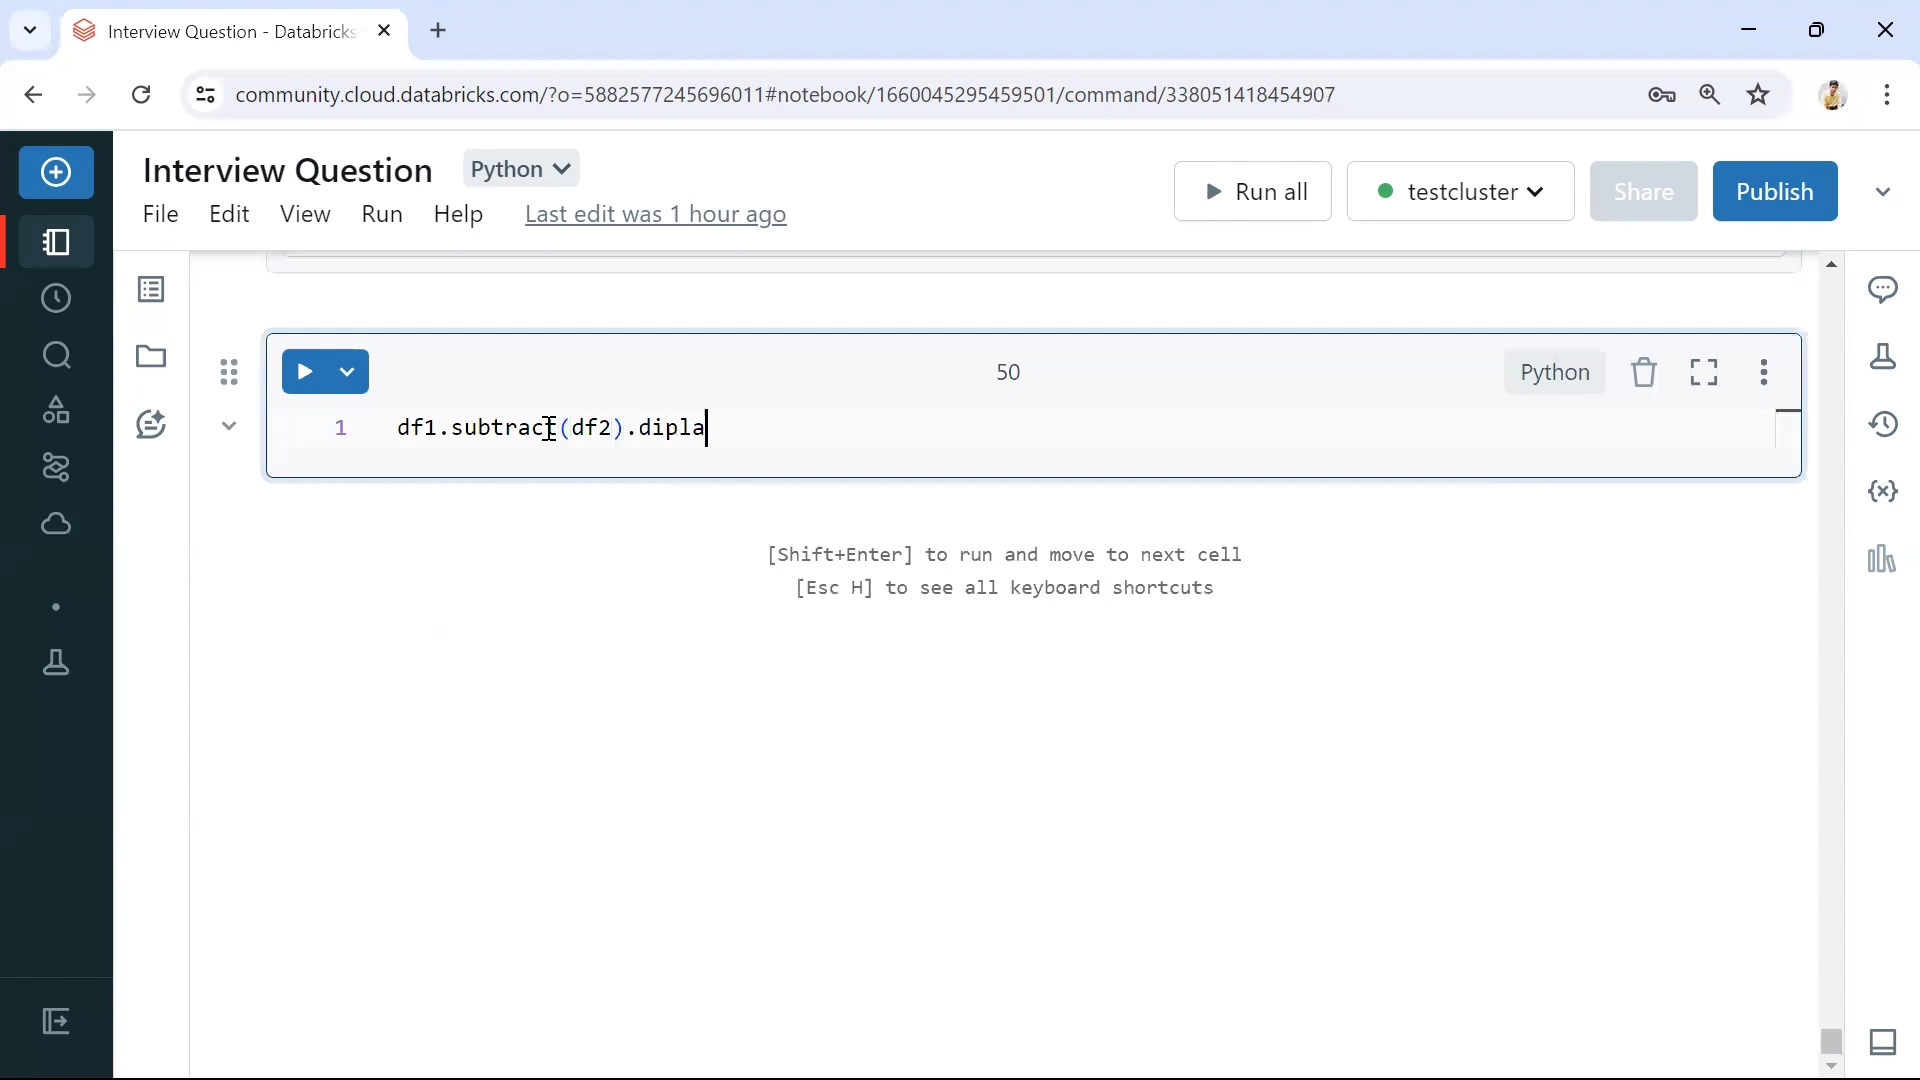 Interview Question - Databricks
community.cloud.databricks.com/?o=5882577245696011#notebook/1660045295459501/command/338051418454907
Interview Question Python
File Edit View Run Help Last edit was 1 hour ago
Run all testcluster Share Publish
50 Python
1 df1.subtract(df2).dipla
[Shift+Enter] to run and move to next cell
[Esc H] to see all keyboard shortcuts